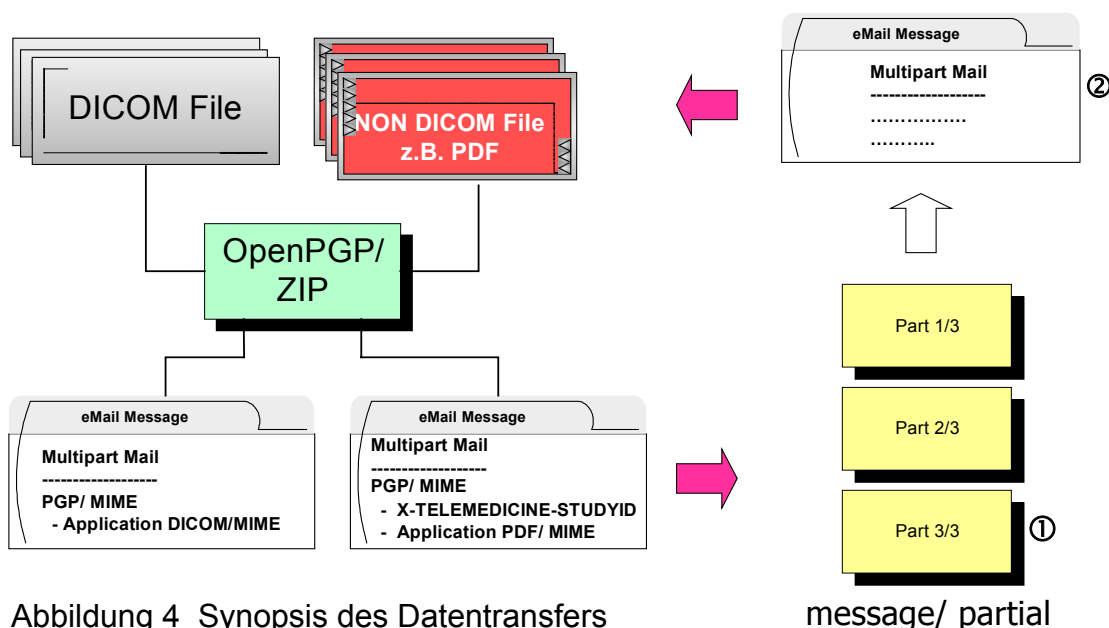 DICOM File
NON DICOM File
z.B. PDF
OpenPGP/
ZIP
eMail Message
Multipart Mail
-------------------
PGP/ MIME
- Application DICOM/MIME
eMail Message
Multipart Mail
-------------------
PGP/ MIME
- X-TELEMEDICINE-STUDYID
- Application PDF/ MIME
eMail Message
Multipart Mail
-------------------
…………….
………..
②
Part 1/3
Part 2/3
Part 3/3
①
message/ partial
Abbildung 4 Synopsis des Datentransfers